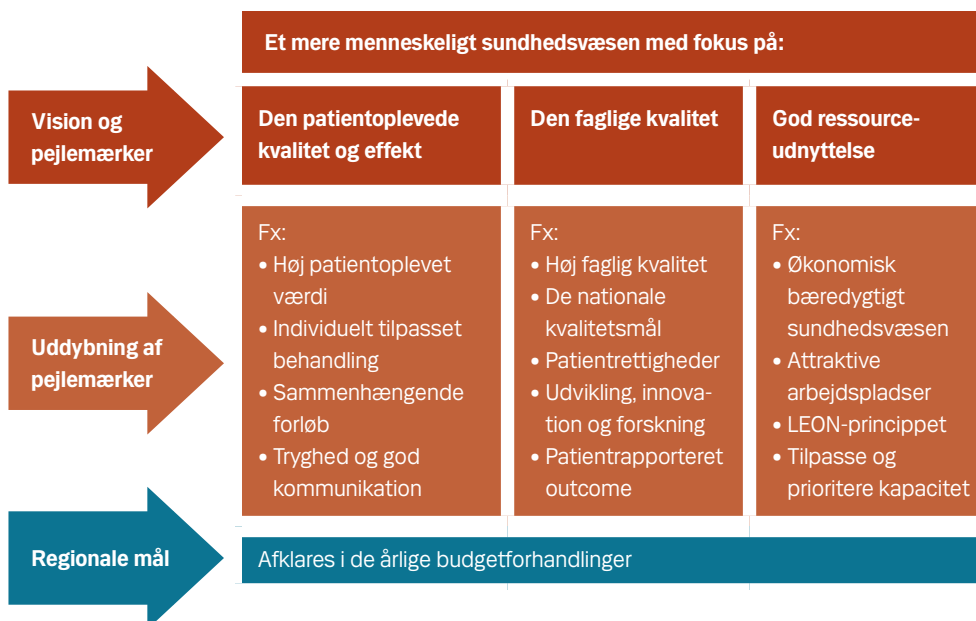 Et mere menneskeligt sundhedsvæsen med fokus på:
Vision og
pejlemærker
Den patientoplevede
kvalitet og effekt
Den faglige kvalitet
God ressource-
udnyttelse
Uddybning af
pejlemærker
Fx:
• Høj patientoplevet
værdi
• Individuelt tilpasset
behandling
• Sammenhængende
forløb
• Tryghed og god
kommunikation
Fx:
• Høj faglig kvalitet
• De nationale
kvalitetsmål
• Patientrettigheder
• Udvikling, innova-
tion og forskning
• Patientrapporteret
outcome
Fx:
• Økonomisk
bæredygtigt
sundhedsvæsen
• Attraktive
arbejdspladser
• LEON-princippet
• Tilpasse og
prioritere kapacitet
Regionale mål
Afklares i de årlige budgetforhandlinger